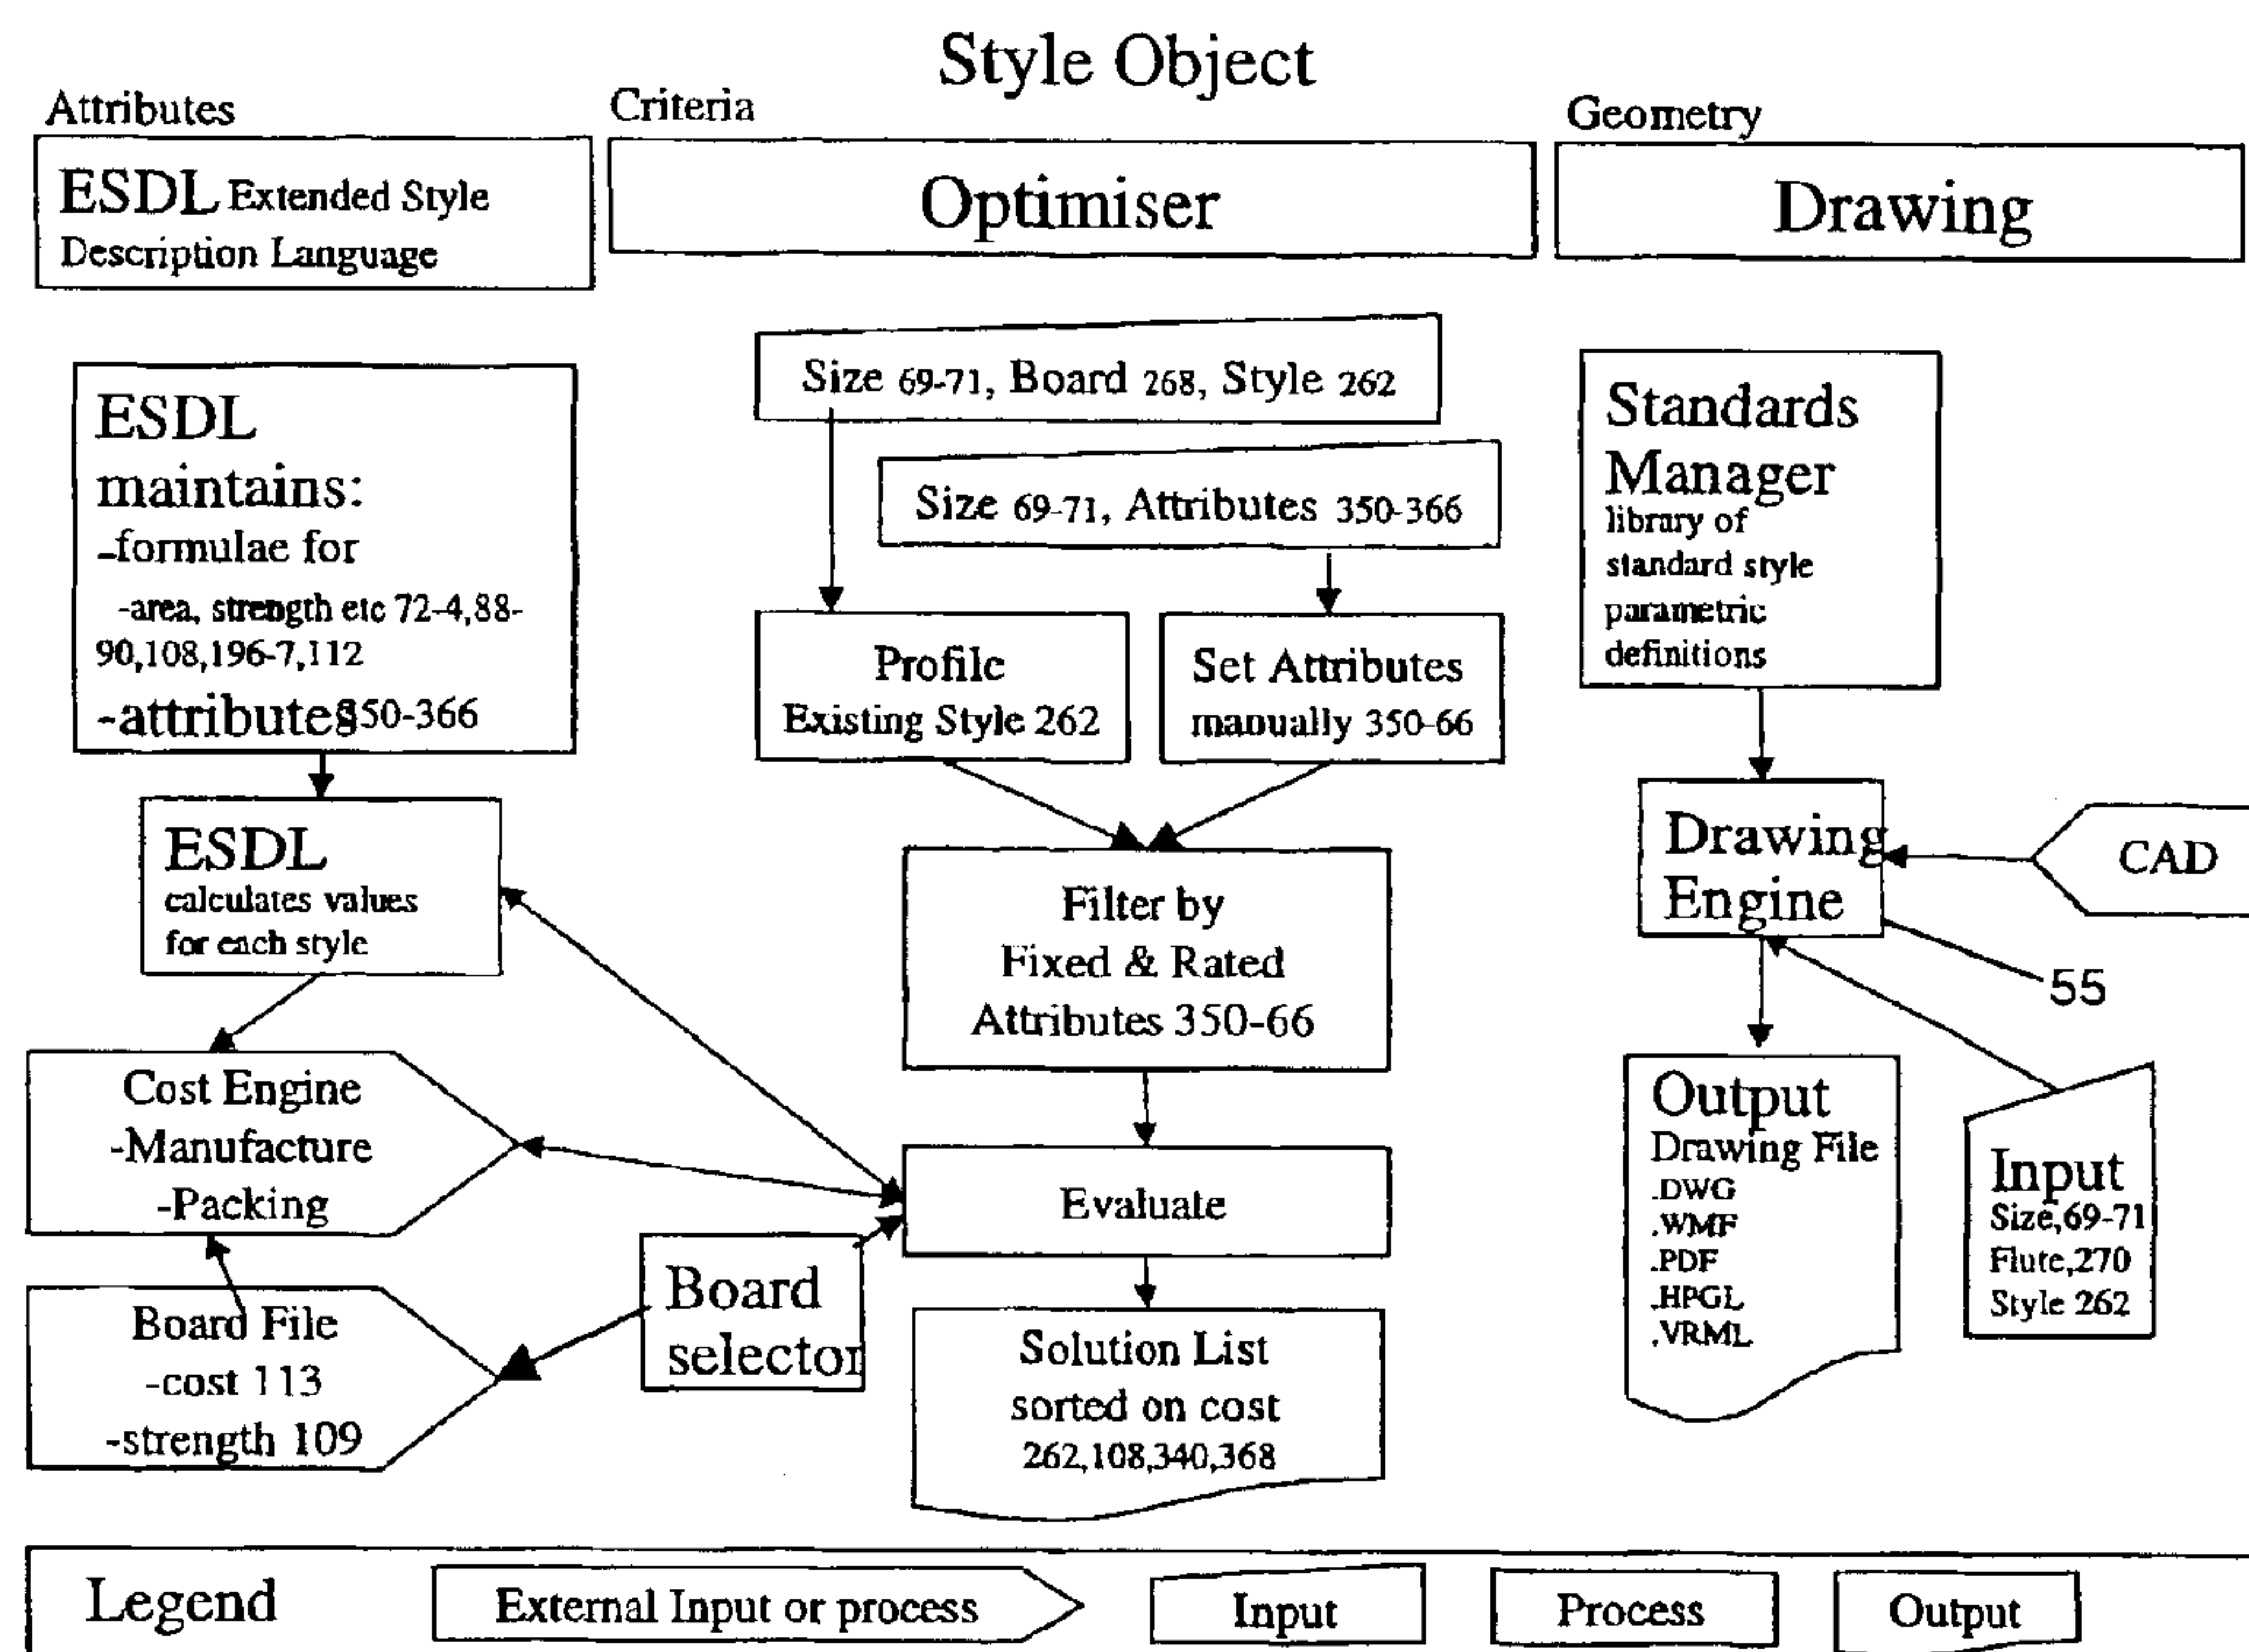 Style Object
Attributes
Criteria
Geometry
ESDL Extended Style
Description Language
Optimiser
Drawing
ESDL
maintains:
-formulae for
-area, strength etc 72-4,88-
90,108,196-7,112
-attributes350-366
ESDL
calculates values
for each style
Cost Engine
-Manufacture
-Packing
Board File
-cost 113
-strength 109
Size 69-71, Board 268, Style 262
Size 69-71, Attributes 350-366
Profile
Existing Style 262
Set Attributes
manually 350-66
Filter by
Fixed & Rated
Attributes 350-66
Evaluate
Board
selector
Solution List
sorted on cost
262,108,340,368
Standards
Manager
library of
standard style
parametric
definitions
Drawing
Engine
CAD
55
Output
Drawing File
.DWG
.WMF
.PDF
.HPGL
.VRML
Input
Size,69-71
Flute,270
Style 262
Legend
External Input or process
Input
Process
Output